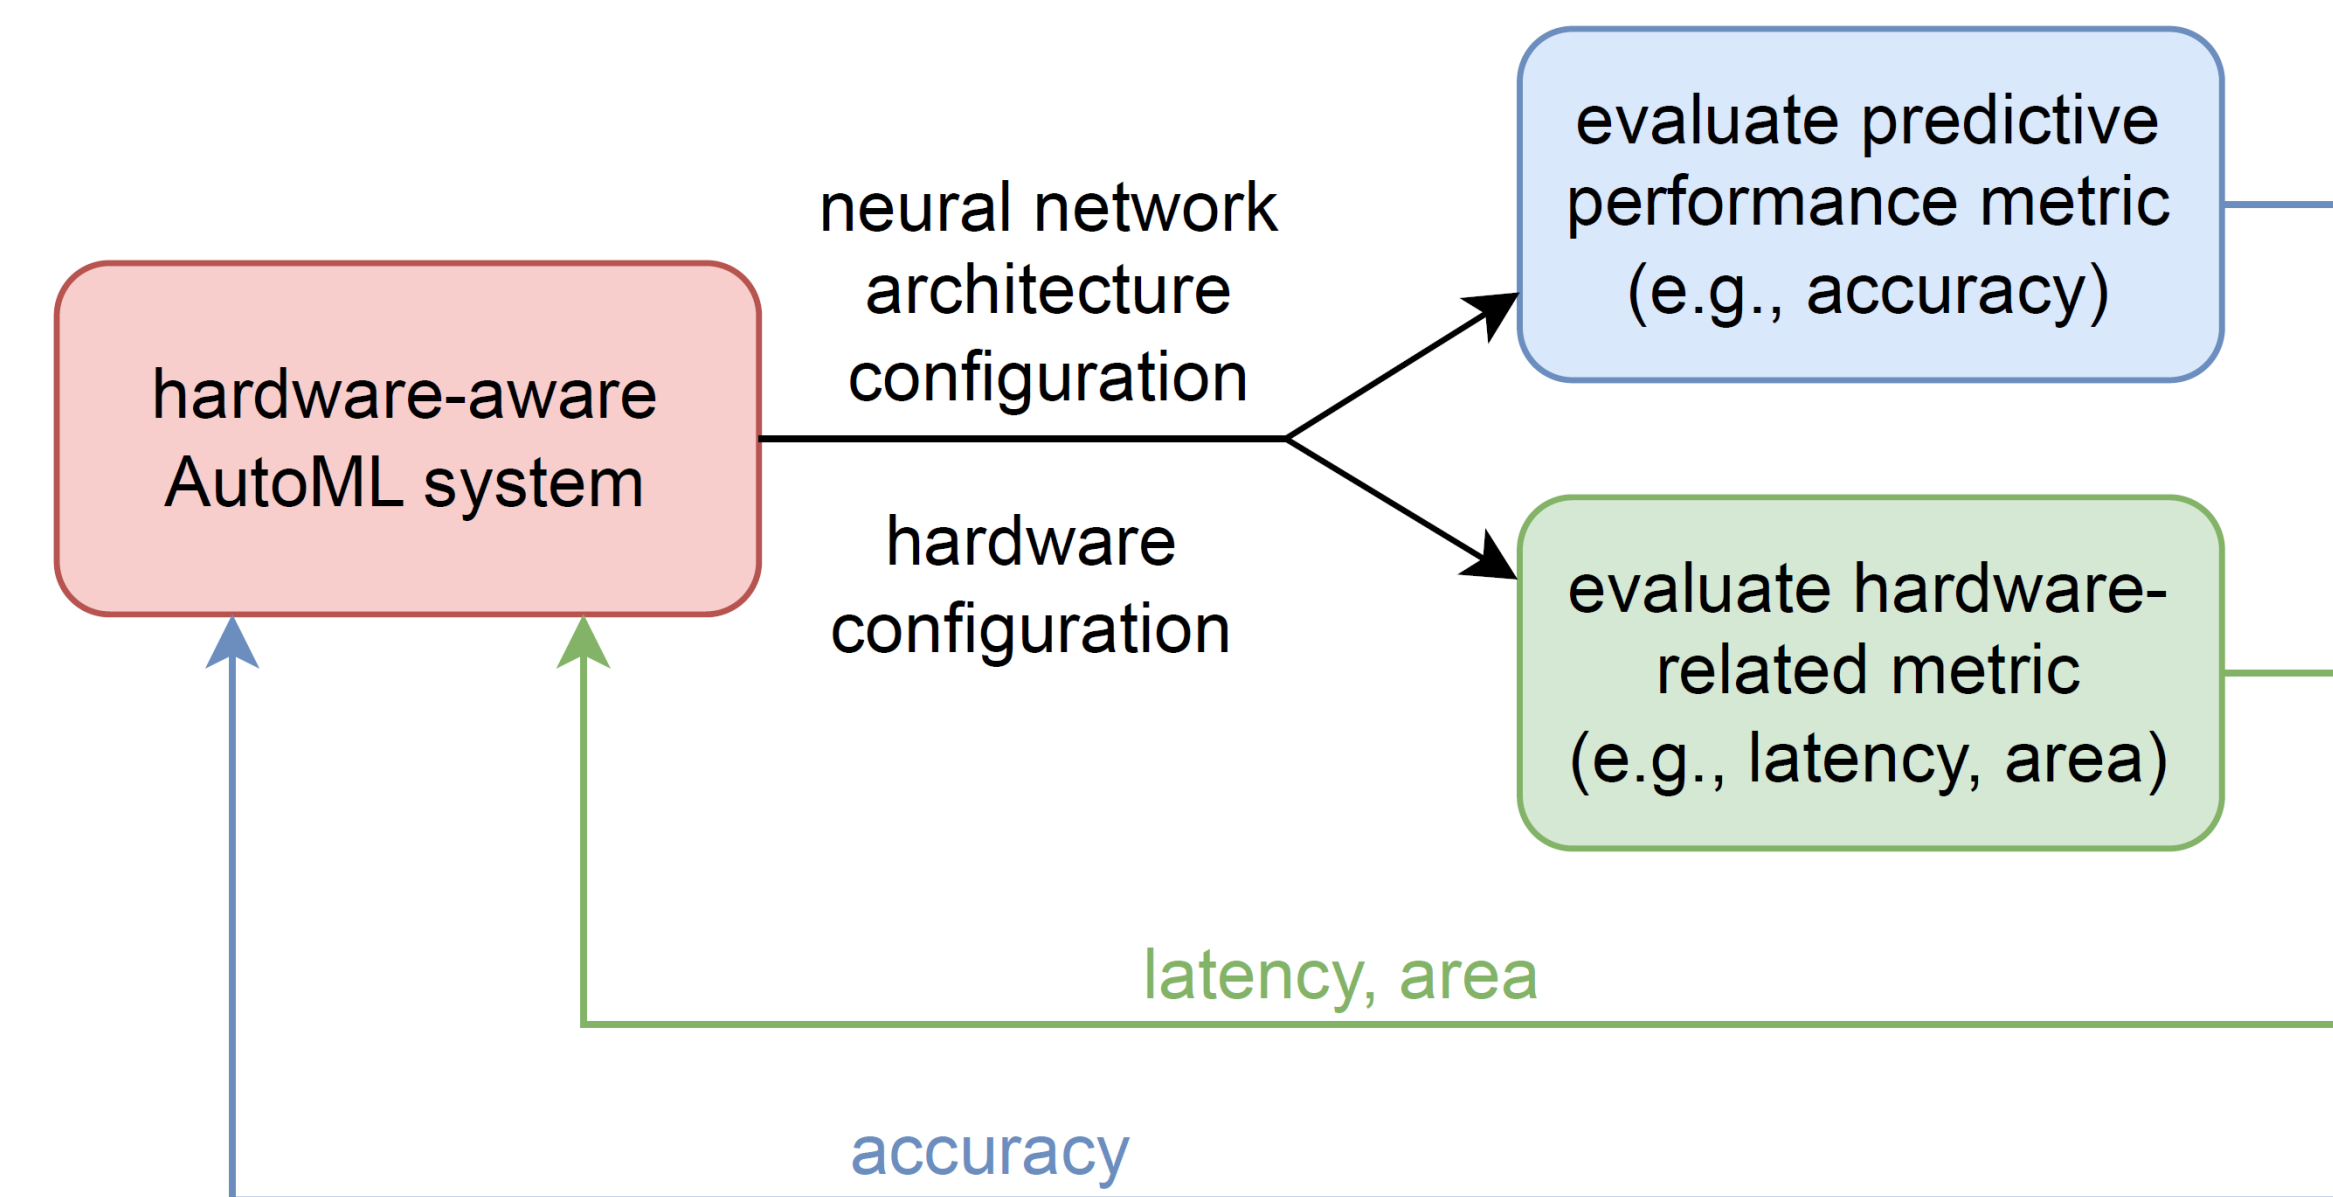 hardware-aware
AutoML system
neural network
architecture
configuration
hardware
configuration
evaluate predictive
performance metric
(e.g., accuracy)
evaluate hardware-
related metric
(e.g., latency, area)
latency, area
accuracy